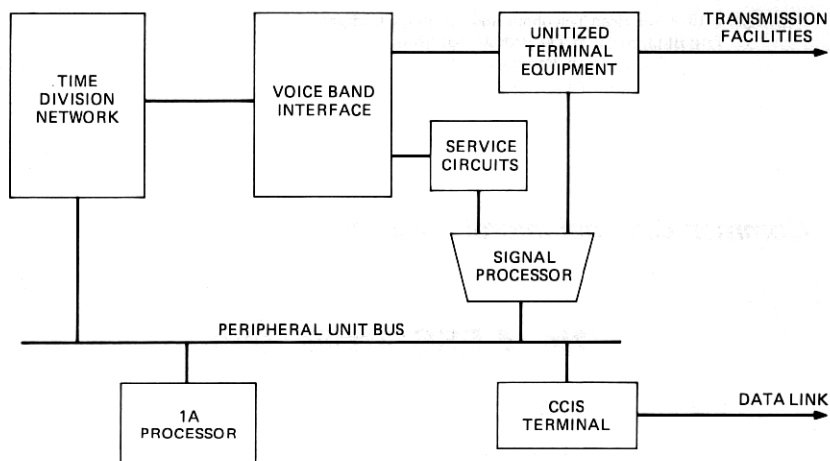 TRANSMISSION
FACILITIES
UNITIZED
TERMINAL
EQUIPMENT
TIME
DIVISION
NETWORK
VOICE BAND
INTERFACE
SERVICE
CIRCUITS
SIGNAL
PROCESSOR
PERIPHERAL UNIT BUS
1A
PROCESSOR
CCIS
TERMINAL
DATA LINK